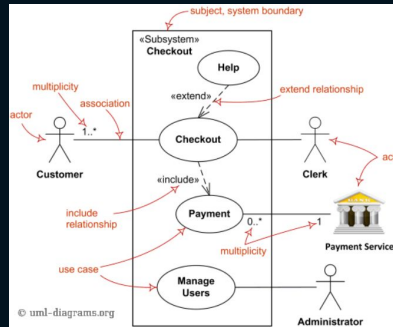 subject, system boundary
«Subsystem»
Checkout
Help
multiplicity
association
«extend»
extend relationship
actor
1..*
Checkout
Customer
Clerk
«include»
include
relationship
Payment
0..*
1
multiplicity
Payment Service
use case
Manage
Users
Administrator
© uml-diagrams.org